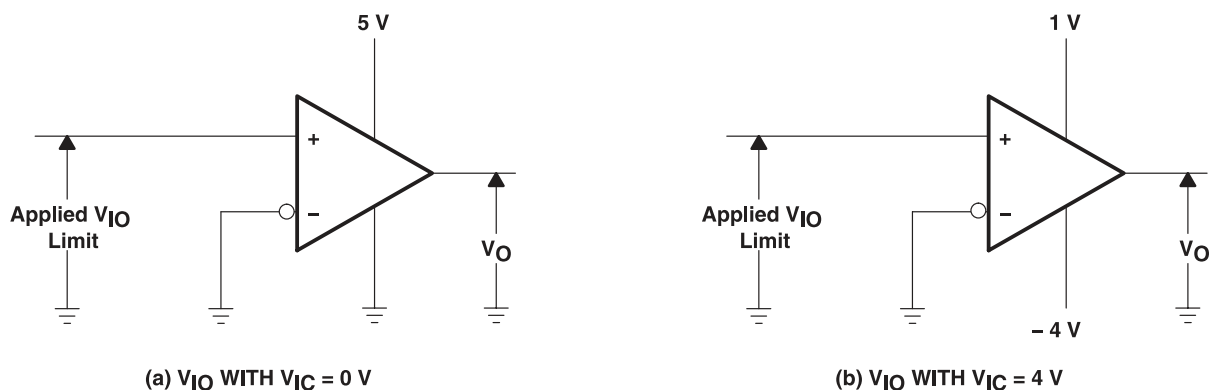 5 V
+
−
Applied VIO
Limit
VO
(a) VIO WITH VIC = 0 V
1 V
+
−
Applied VIO
Limit
VO
− 4 V
(b) VIO WITH VIC = 4 V